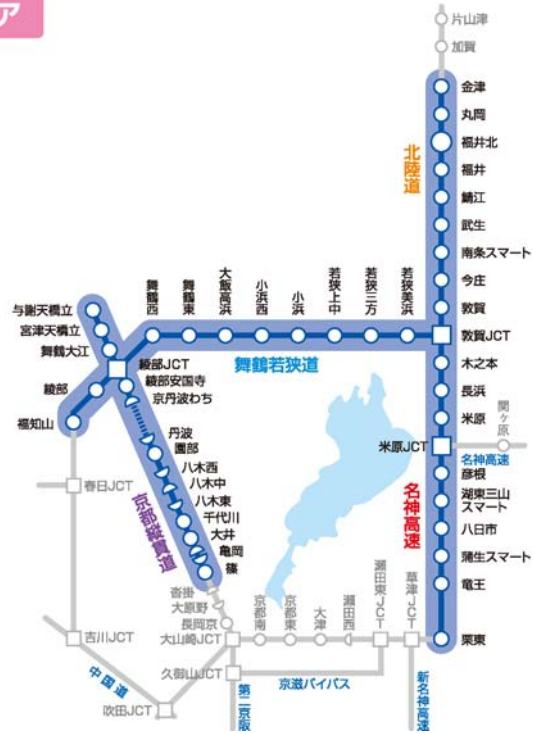 ア
片山津
加賀
金津
丸岡
福井北
福井
鯖江
武生
南条スマート
今庄
敦賀
敦賀JCT
木之本
長浜
米原
米原JCT
関ヶ原
名神高速
彦根
湖東三山
スマート
八日市
蒲生スマート
竜王
栗東
北陸道
名神高速
舞鶴西
舞鶴東
大飯高浜
小浜西
小浜
若狭上中
若狭三方
若狭美浜
舞鶴若狭道
与謝天橋立
宮津天橋立
舞鶴大江
綾部JCT
綾部
福知山
綾部安国寺
京丹波わち
丹波
園部
八木西
八木中
八木東
千代川
大井
亀岡
篠
京都縦貫道
沓掛
大原野
長岡京
大山崎JCT
京都南
京都東
大津
瀬田西
瀬田東JCT
草津JCT
久御山JCT
京滋バイパス
第二京阪
新名神高速
春日JCT
吉川JCT
中国道
吹田JCT